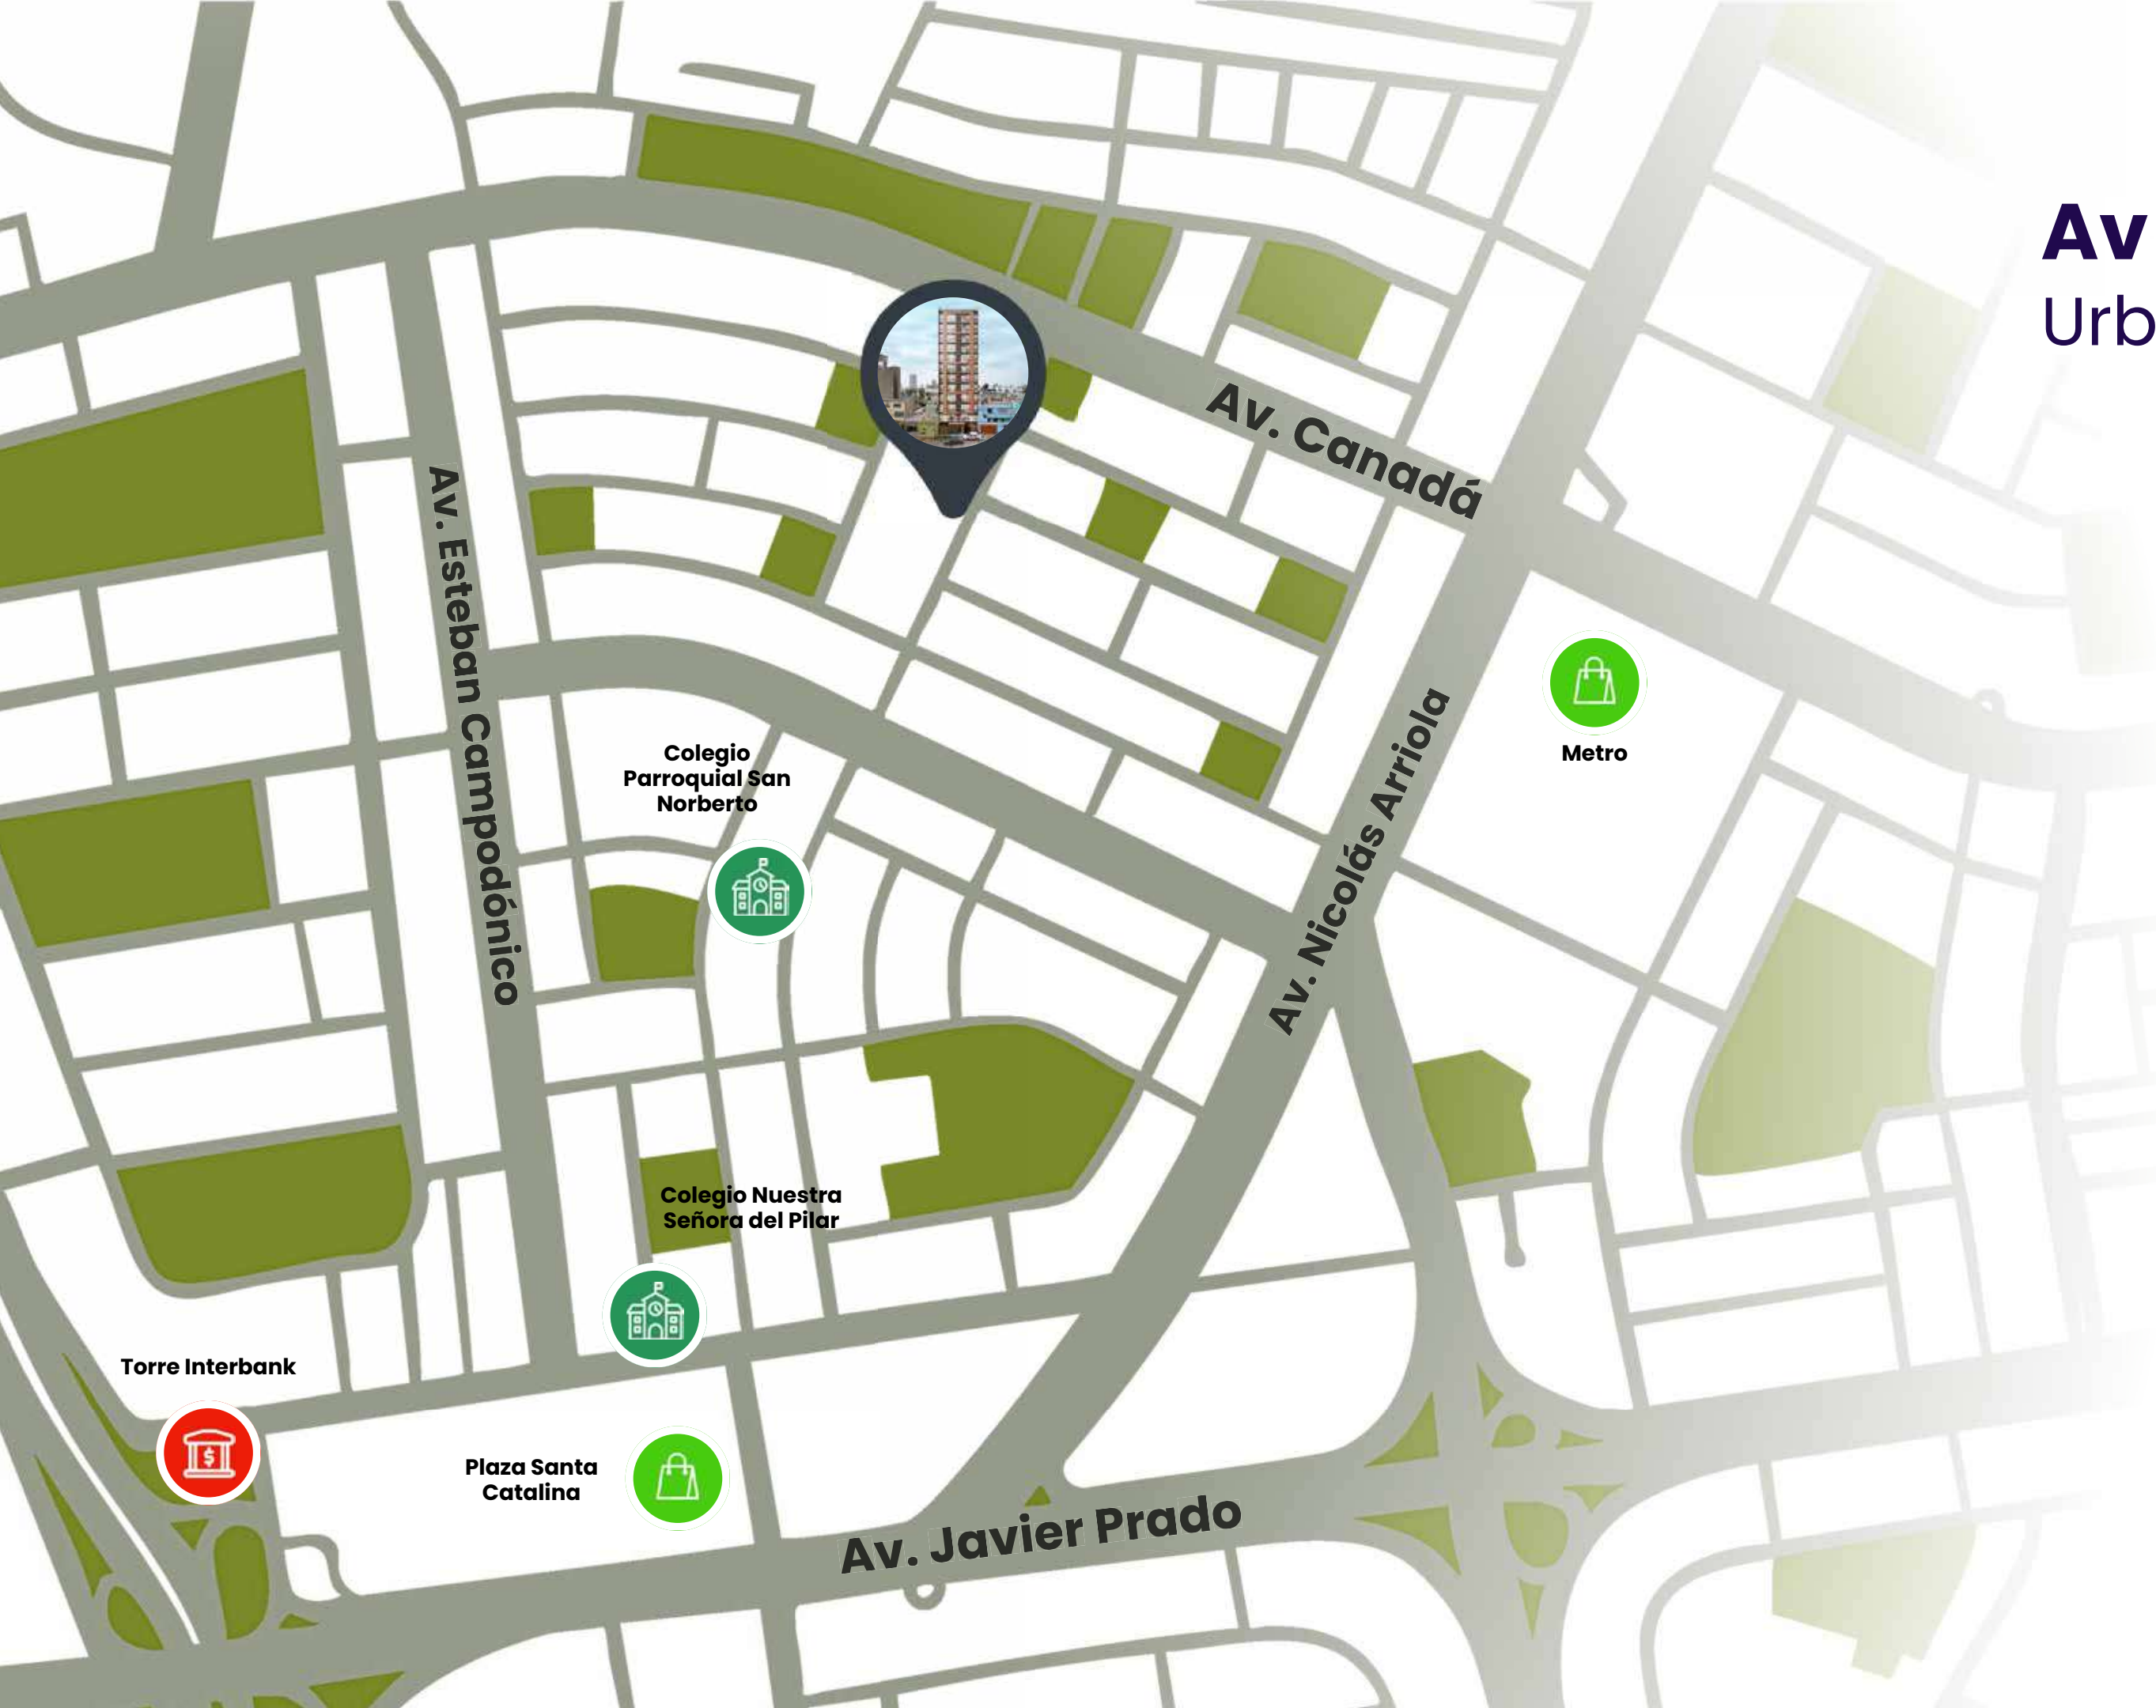 Av
Urb
Av. Canadá
Av. Esteban Campodónico
Av. Nicolás Arriola
Metro
Colegio
Parroquial San
Norberto
Colegio Nuestra
Señora del Pilar
Torre Interbank
Plaza Santa
Catalina
Av. Javier Prado